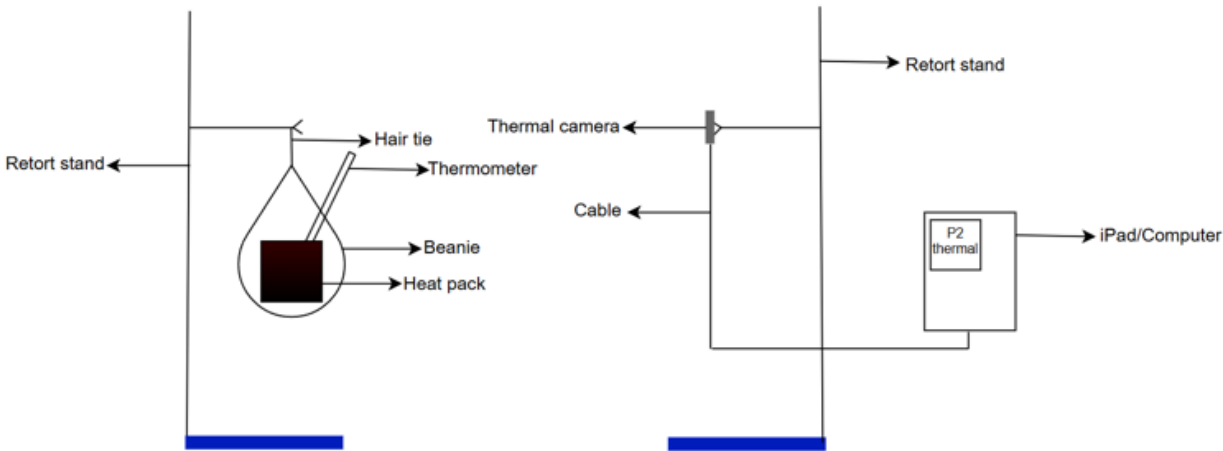 Retort stand
Hair tie
Thermometer
Beanie
Heat pack
Retort stand
Thermal camera
Cable
P2
thermal
iPad/Computer